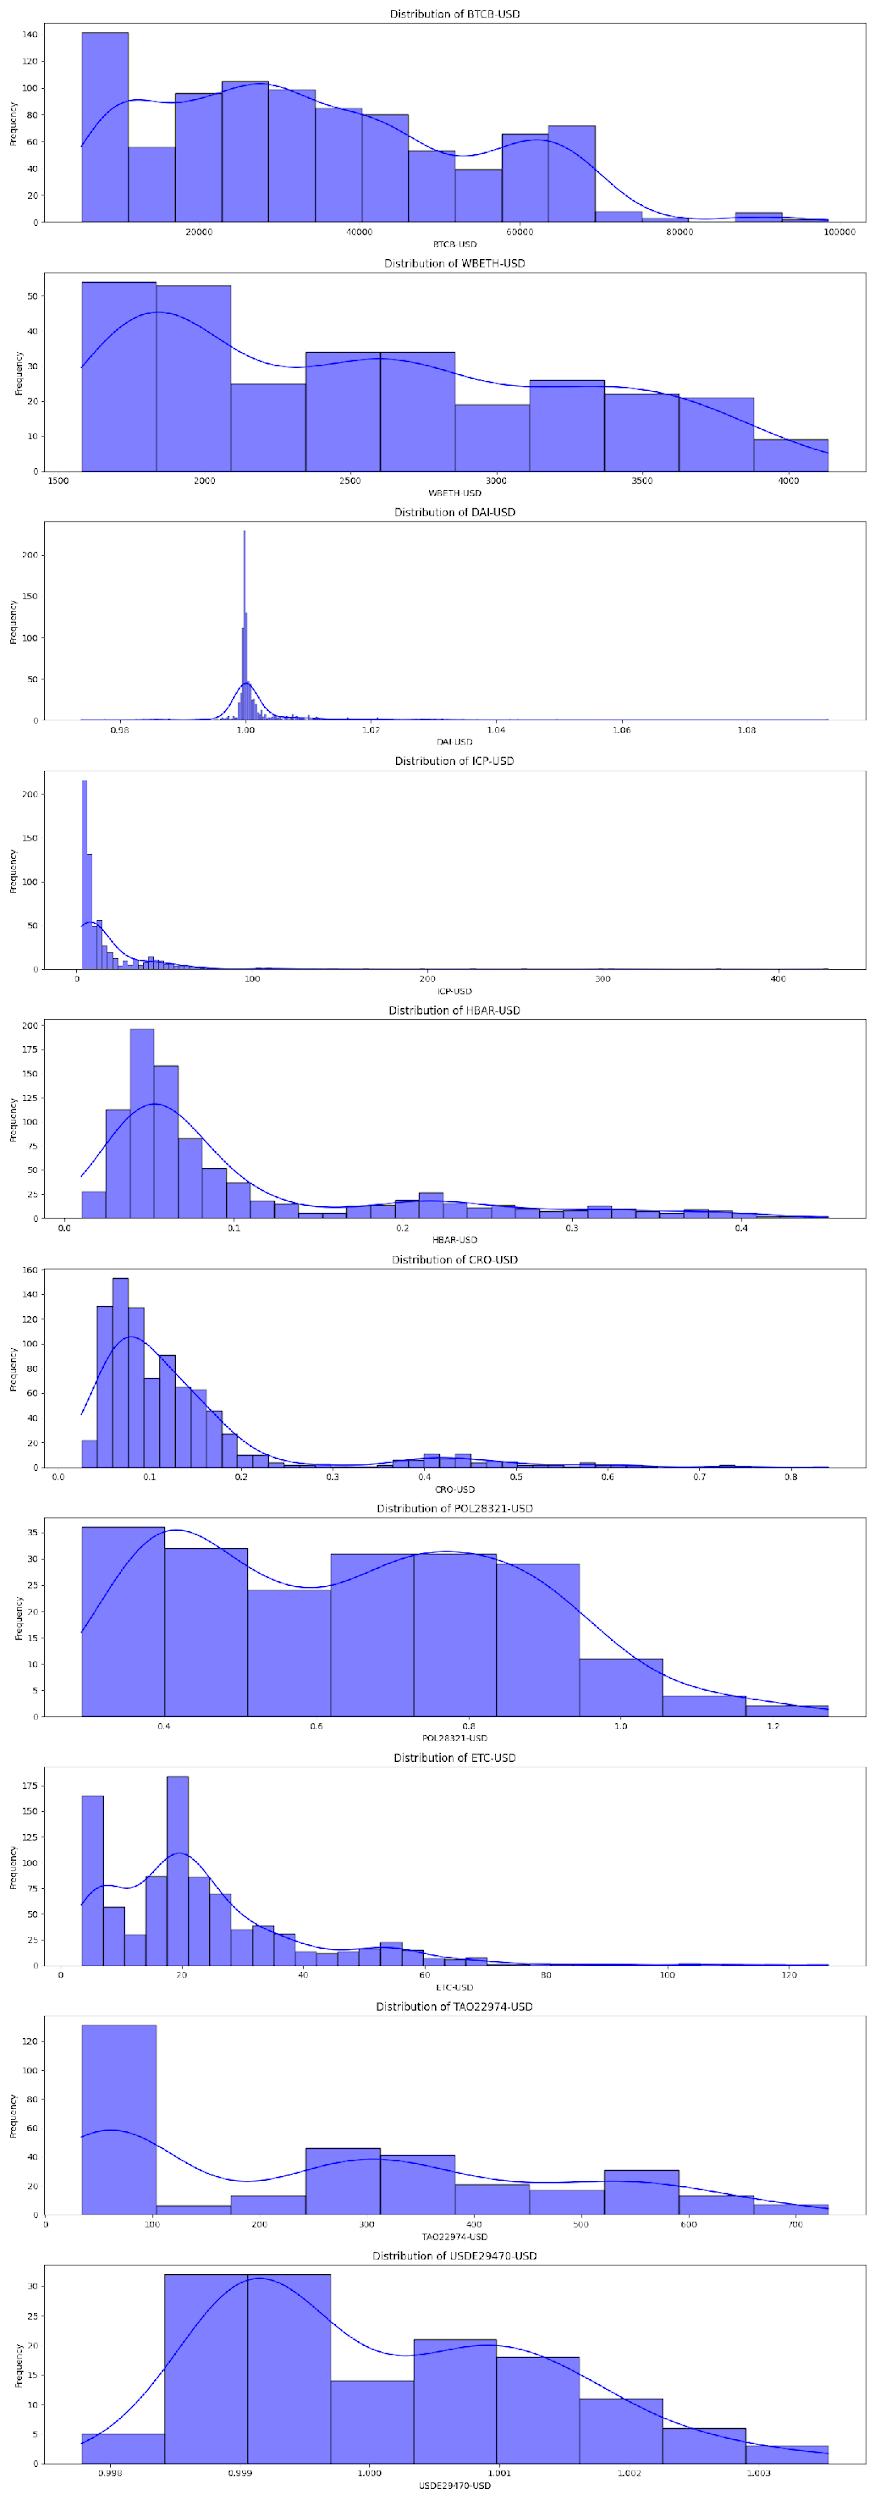 Distribution of BTCB-USD
140
120
100
80
60
40
20
0
Frequency
20000 40000 60000 80000 100000
BTCB-USD
Distribution of WBETH-USD
50
40
30
20
10
0
Frequency
1500 2000 2500 3000 3500 4000
WBETH-USD
Distribution of DAI-USD
200
150
100
50
0
Frequency
0.98 1.00 1.02 1.04 1.06 1.08
DAI-USD
Distribution of ICP-USD
200
150
100
50
0
Frequency
0 100 200 300 400
ICP-USD
Distribution of HBAR-USD
200
175
150
125
100
75
50
25
0
Frequency
0.0 0.1 0.2 0.3 0.4
HBAR-USD
Distribution of CRO-USD
160
140
120
100
80
60
40
20
0
Frequency
0.0 0.1 0.2 0.3 0.4 0.5 0.6 0.7 0.8
CRO-USD
Distribution of POL28321-USD
35
30
25
20
15
10
5
0
Frequency
0.4 0.6 0.8 1.0 1.2
POL28321-USD
Distribution of ETC-USD
175
150
125
100
75
50
25
0
Frequency
0 20 40 60 80 100 120
ETC-USD
Distribution of TAO22974-USD
120
100
80
60
40
20
0
Frequency
0 100 200 300 400 500 600 700
TAO22974-USD
Distribution of USDE29470-USD
30
25
20
15
10
5
0
Frequency
0.998 0.999 1.000 1.001 1.002 1.003
USDE29470-USD